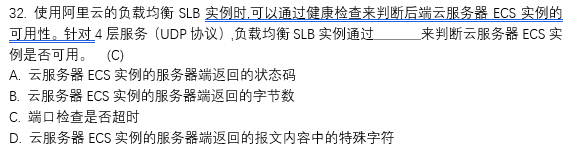 32. 使用阿里云的负载均衡 SLB 实例时,可以通过健康检查来判断后端云服务器 ECS 实例的
可用性。针对 4 层服务（UDP 协议）,负载均衡 SLB 实例通过______来判断云服务器 ECS 实
例是否可用。 (C)
A. 云服务器 ECS 实例的服务器端返回的状态码
B. 云服务器 ECS 实例的服务器端返回的字节数
C. 端口检查是否超时
D. 云服务器 ECS 实例的服务器端返回的报文内容中的特殊字符